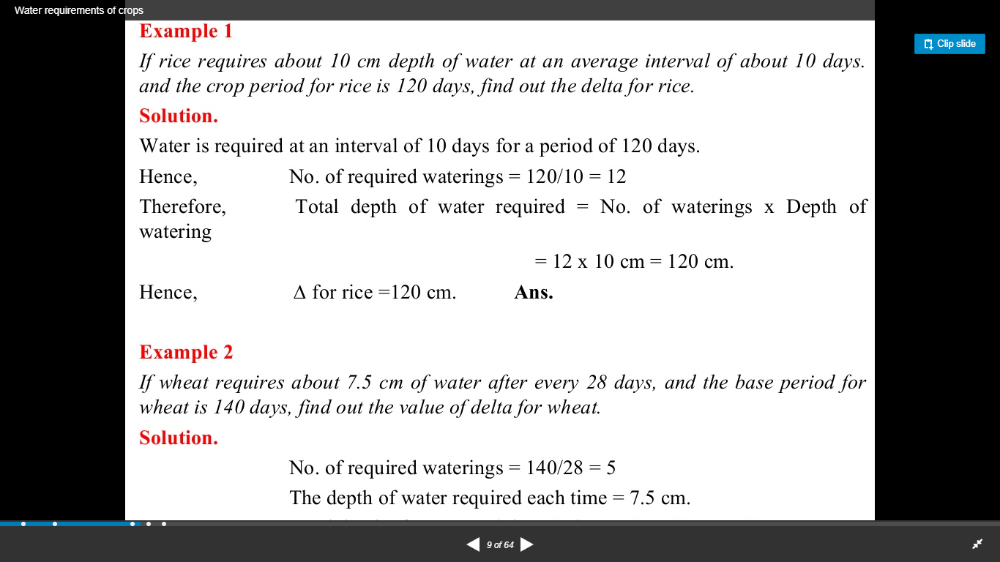 Water requirements of crops
Clip slide
Example 1
If rice requires about 10 cm depth of water at an average interval of about 10 days.
and the crop period for rice is 120 days, find out the delta for rice.
Solution.
Water is required at an interval of 10 days for a period of 120 days.
Hence, No. of required waterings = 120/10 = 12
Therefore, Total depth of water required = No. of waterings x Depth of
watering
= 12 x 10 cm = 120 cm.
Hence, Δ for rice =120 cm. Ans.
Example 2
If wheat requires about 7.5 cm of water after every 28 days, and the base period for
wheat is 140 days, find out the value of delta for wheat.
Solution.
No. of required waterings = 140/28 = 5
The depth of water required each time = 7.5 cm.
9 of 64